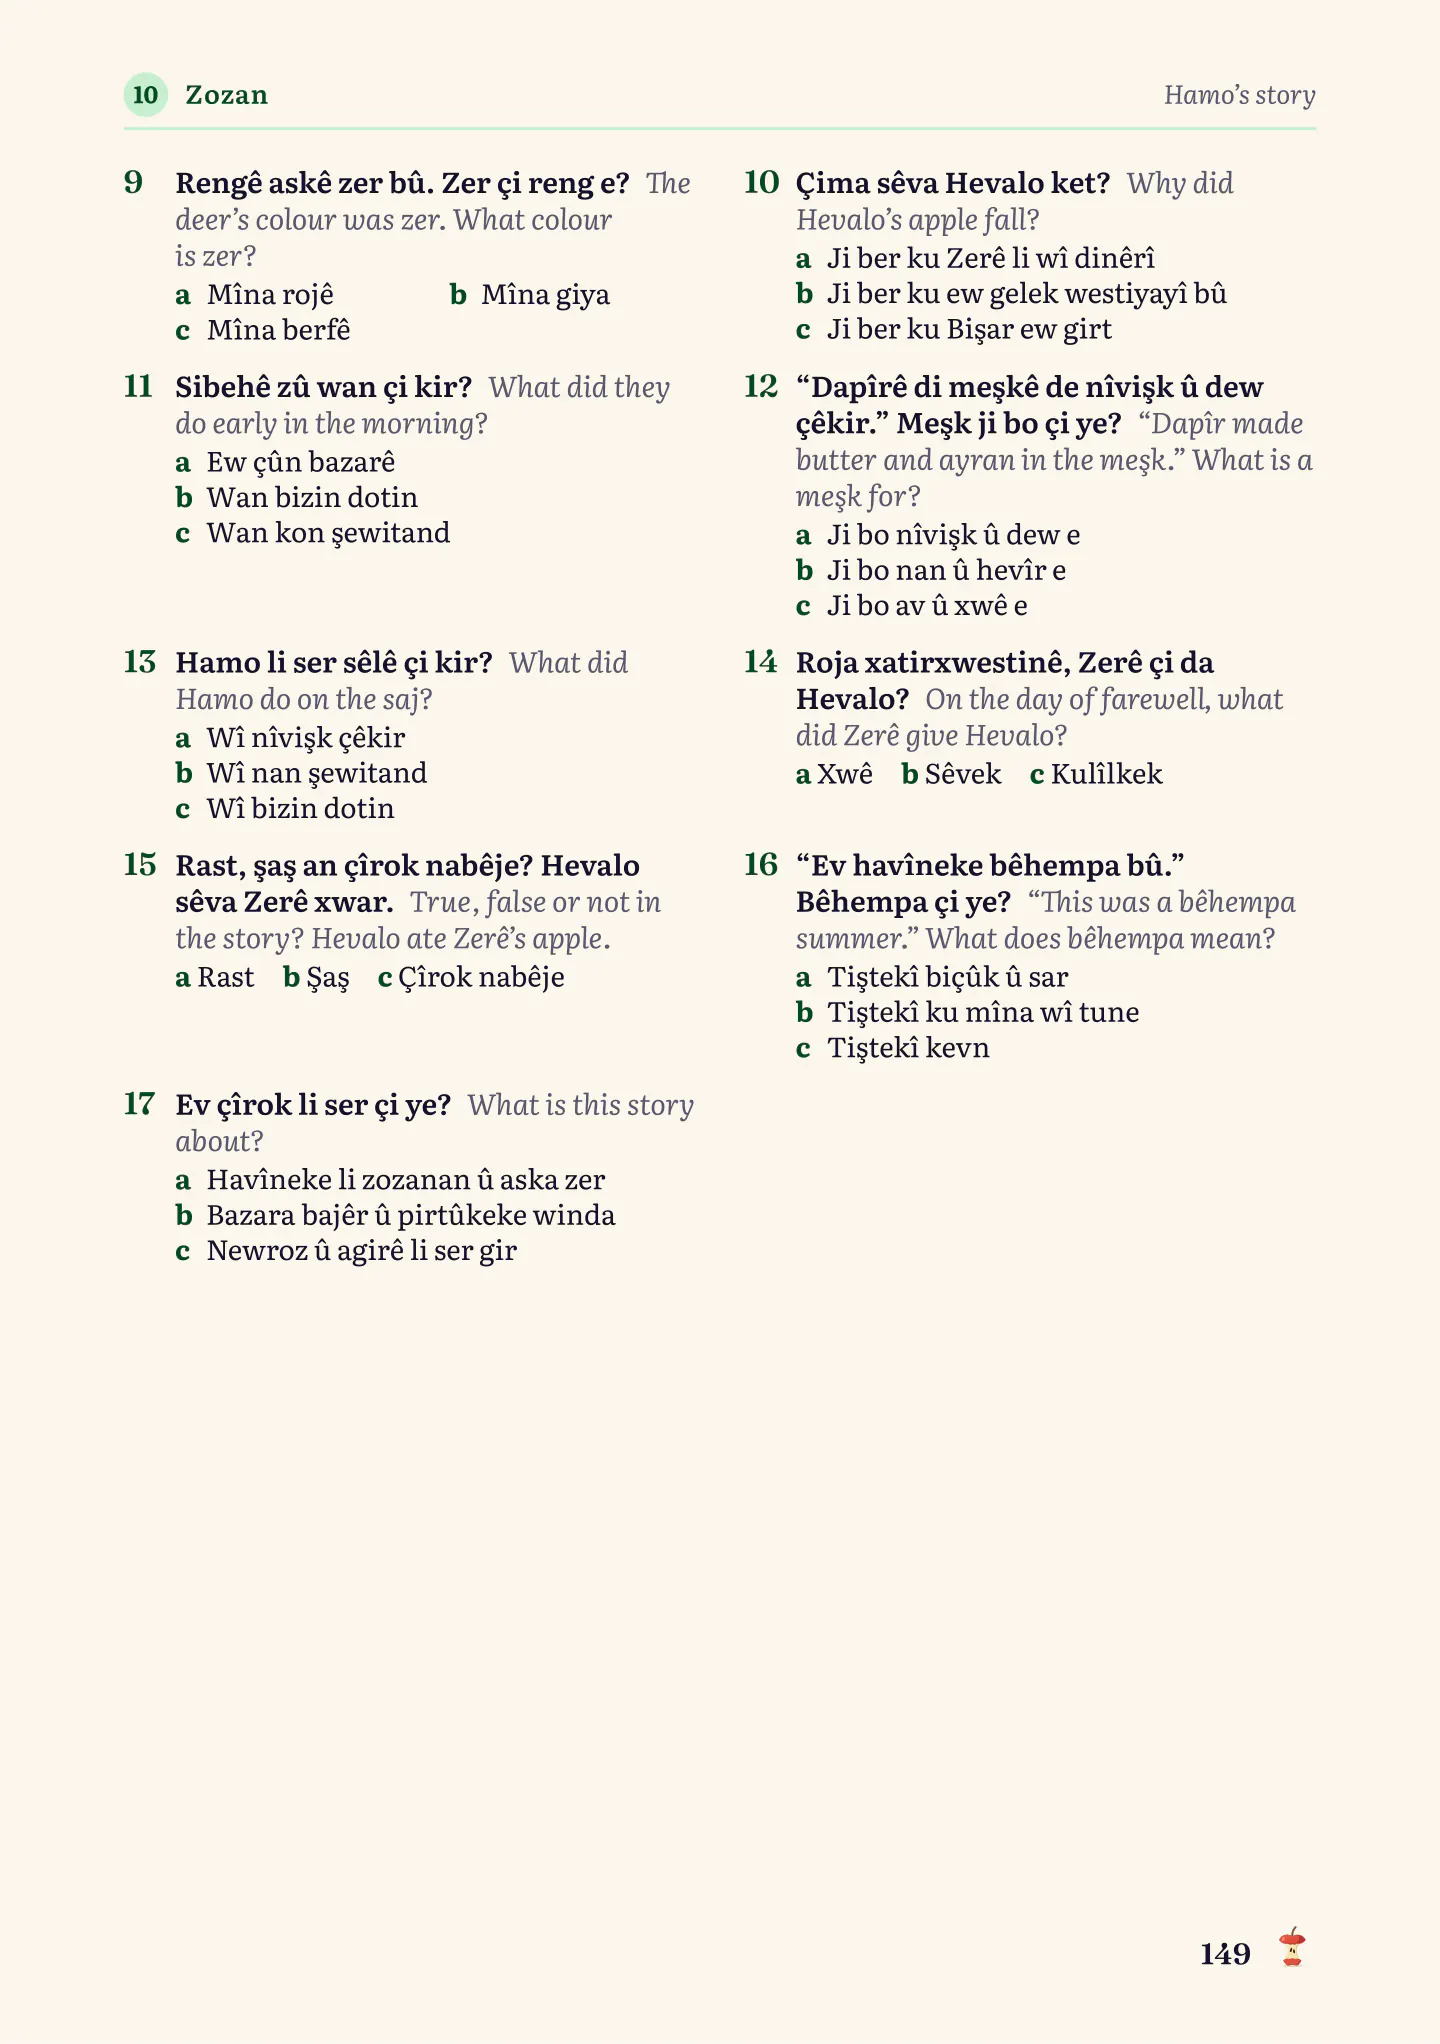 10 Zozan
Hamo’s story
9 Rengê askê zer bû. Zer çi reng e? The
deer’s colour was zer. What colour
is zer?
a Mîna rojê b Mîna giya
c Mîna berfê
10 Çima sêva Hevalo ket? Why did
Hevalo’s apple fall?
a Ji ber ku Zerê li wî dinêrî
b Ji ber ku ew gelek westiyayî bû
c Ji ber ku Bişar ew girt
11 Sibehê zû wan çi kir? What did they
do early in the morning?
a Ew çûn bazarê
b Wan bizin dotin
c Wan kon şewitand
12 “Dapîrê di meşkê de nîvişk û dew
çêkir.” Meşk ji bo çi ye? “Dapîr made
butter and ayran in the meşk.” What is a
meşk for?
a Ji bo nîvişk û dew e
b Ji bo nan û hevîr e
c Ji bo av û xwê e
13 Hamo li ser sêlê çi kir? What did
Hamo do on the saj?
a Wî nîvişk çêkir
b Wî nan şewitand
c Wî bizin dotin
14 Roja xatirxwestinê, Zerê çi da
Hevalo? On the day of farewell, what
did Zerê give Hevalo?
a Xwê b Sêvek c Kulîlkek
15 Rast, şaş an çîrok nabêje? Hevalo
sêva Zerê xwar. True, false or not in
the story? Hevalo ate Zerê’s apple.
a Rast b Şaş c Çîrok nabêje
16 “Ev havîneke bêhempa bû.”
Bêhempa çi ye? “This was a bêhempa
summer.” What does bêhempa mean?
a Tiştekî biçûk û sar
b Tiştekî ku mîna wî tune
c Tiştekî kevn
17 Ev çîrok li ser çi ye? What is this story
about?
a Havîneke li zozanan û aska zer
b Bazara bajêr û pirtûkeke winda
c Newroz û agirê li ser gir
149